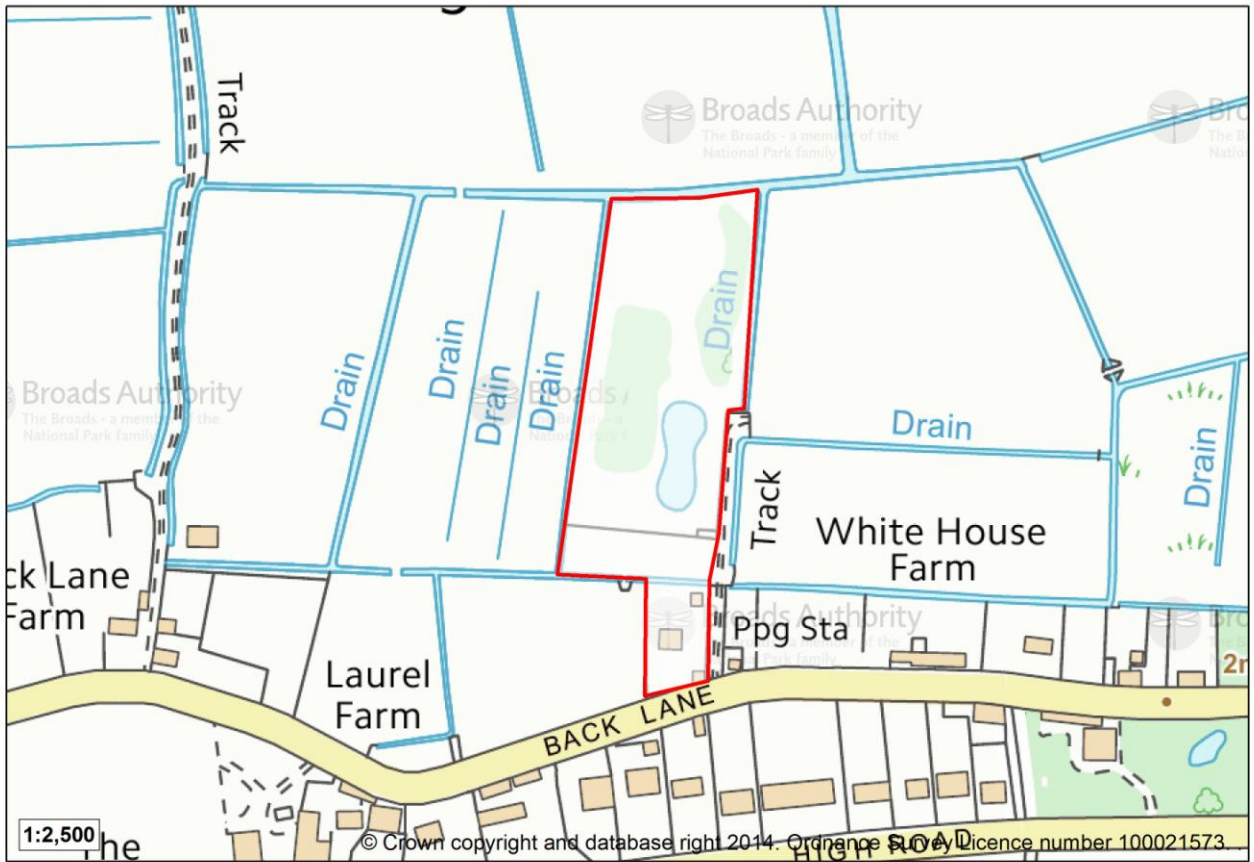 Track
Broads Authority
The Broads - a member of the
National Park family
Drain
Drain
Drain
Drain
Drain
Broads Authority
The Broads - a member of the
National Park family
Drain
Drain
Track
White House
Farm
ck Lane
Farm
Ppg Sta
Broads Authority
Park family
Laurel
Farm
BACK LANE
1:2,500
The
HIGH ROAD
© Crown copyright and database right 2014. Ordnance Survey Licence number 100021573.